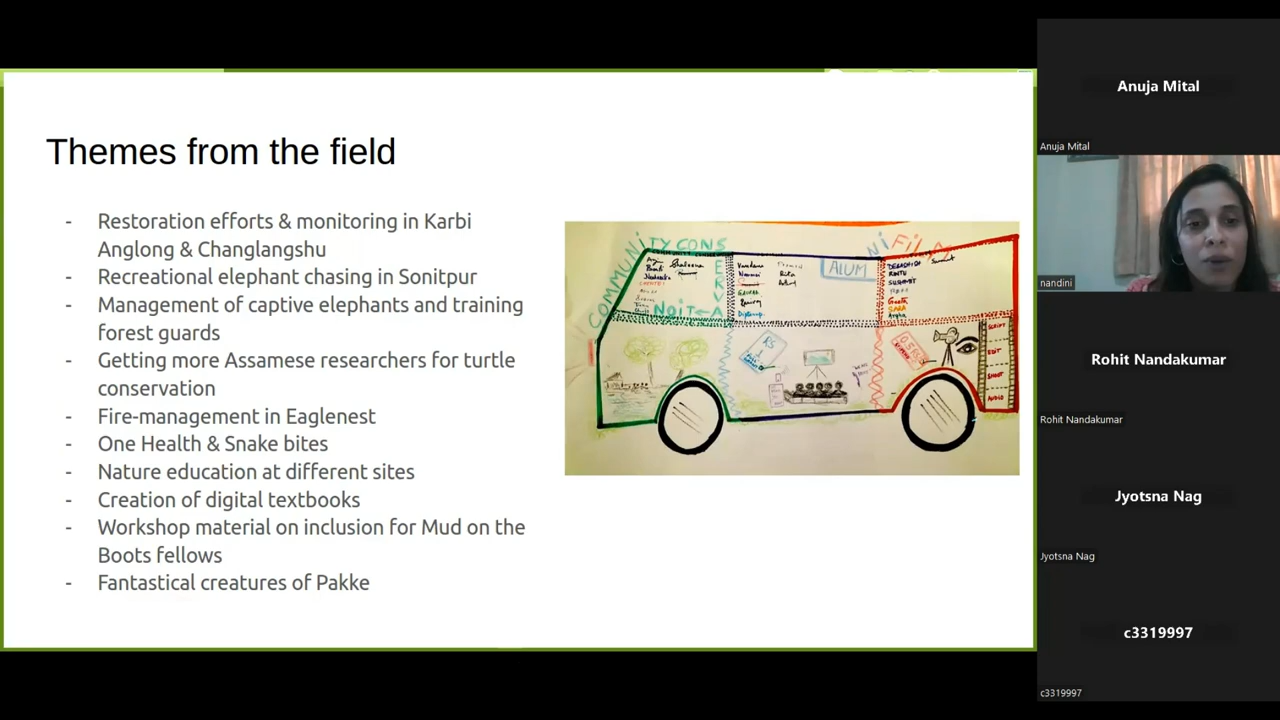 Themes from the field
- Restoration efforts & monitoring in Karbi
Anglong & Changlangshu
- Recreational elephant chasing in Sonitpur
- Management of captive elephants and training
forest guards
- Getting more Assamese researchers for turtle
conservation
- Fire-management in Eaglenest
- One Health & Snake bites
- Nature education at different sites
- Creation of digital textbooks
- Workshop material on inclusion for Mud on the
Boots fellows
- Fantastical creatures of Pakke
COMMUNITY CONSERVA
ALUM
SCRIPT
EDIT
SHOOT
AUDIO
Anuja Mital
Anuja Mital
nandini
Rohit Nandakumar
Rohit Nandakumar
Jyotsna Nag
Jyotsna Nag
c3319997
c3319997